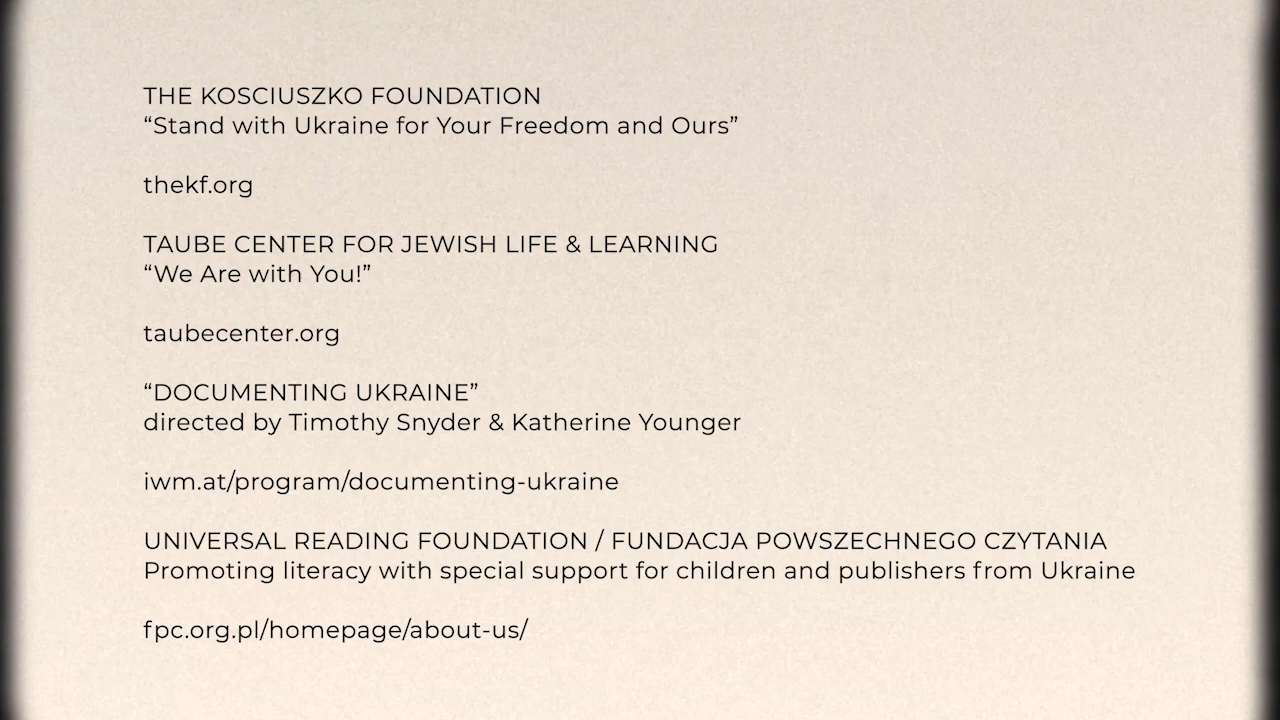 THE KOSCIUSZKO FOUNDATION
“Stand with Ukraine for Your Freedom and Ours”
thekf.org
TAUBE CENTER FOR JEWISH LIFE & LEARNING
“We Are with You!”
taubecenter.org
“DOCUMENTING UKRAINE”
directed by Timothy Snyder & Katherine Younger
iwm.at/program/documenting-ukraine
UNIVERSAL READING FOUNDATION / FUNDACJA POWSZECHNEGO CZYTANIA
Promoting literacy with special support for children and publishers from Ukraine
fpc.org.pl/homepage/about-us/